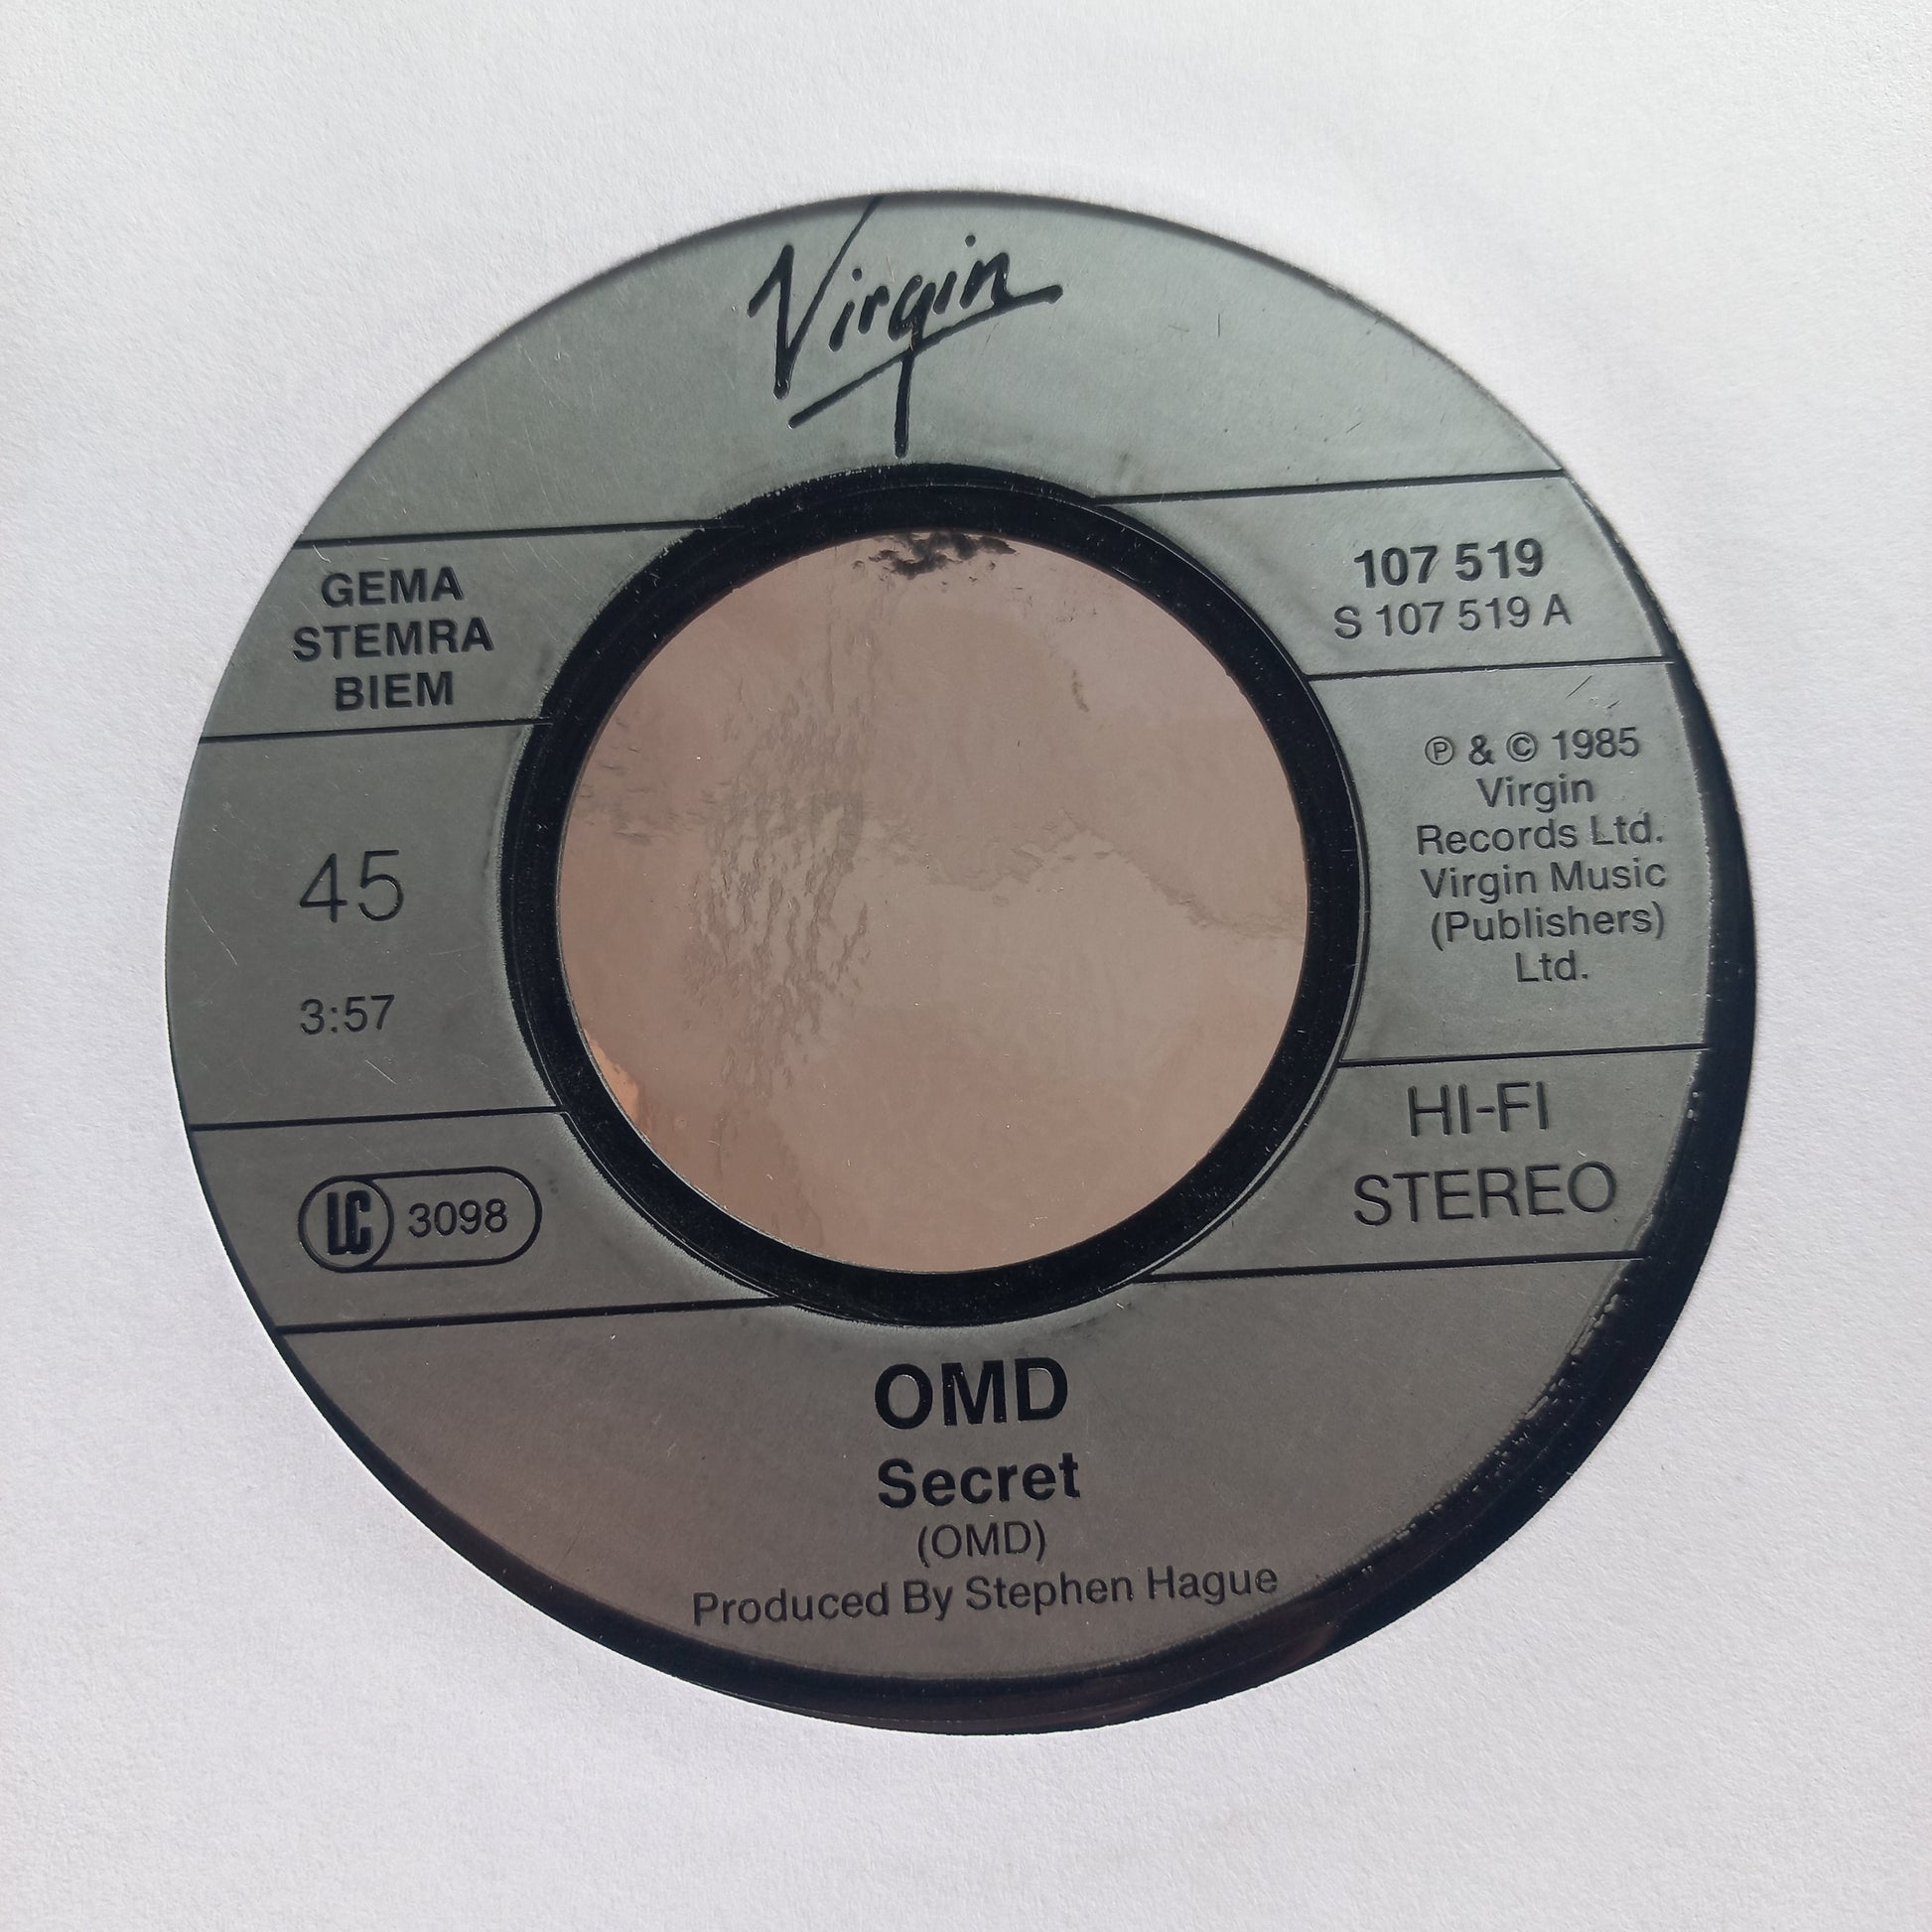 Virgin
GEMA
STEMRA
BIEM
45
3:57
LC 3098
107 519
S 107 519 A
℗ & © 1985
Virgin
Records Ltd.
Virgin Music
(Publishers)
Ltd.
HI-FI
STEREO
OMD
Secret
(OMD)
Produced By Stephen Hague